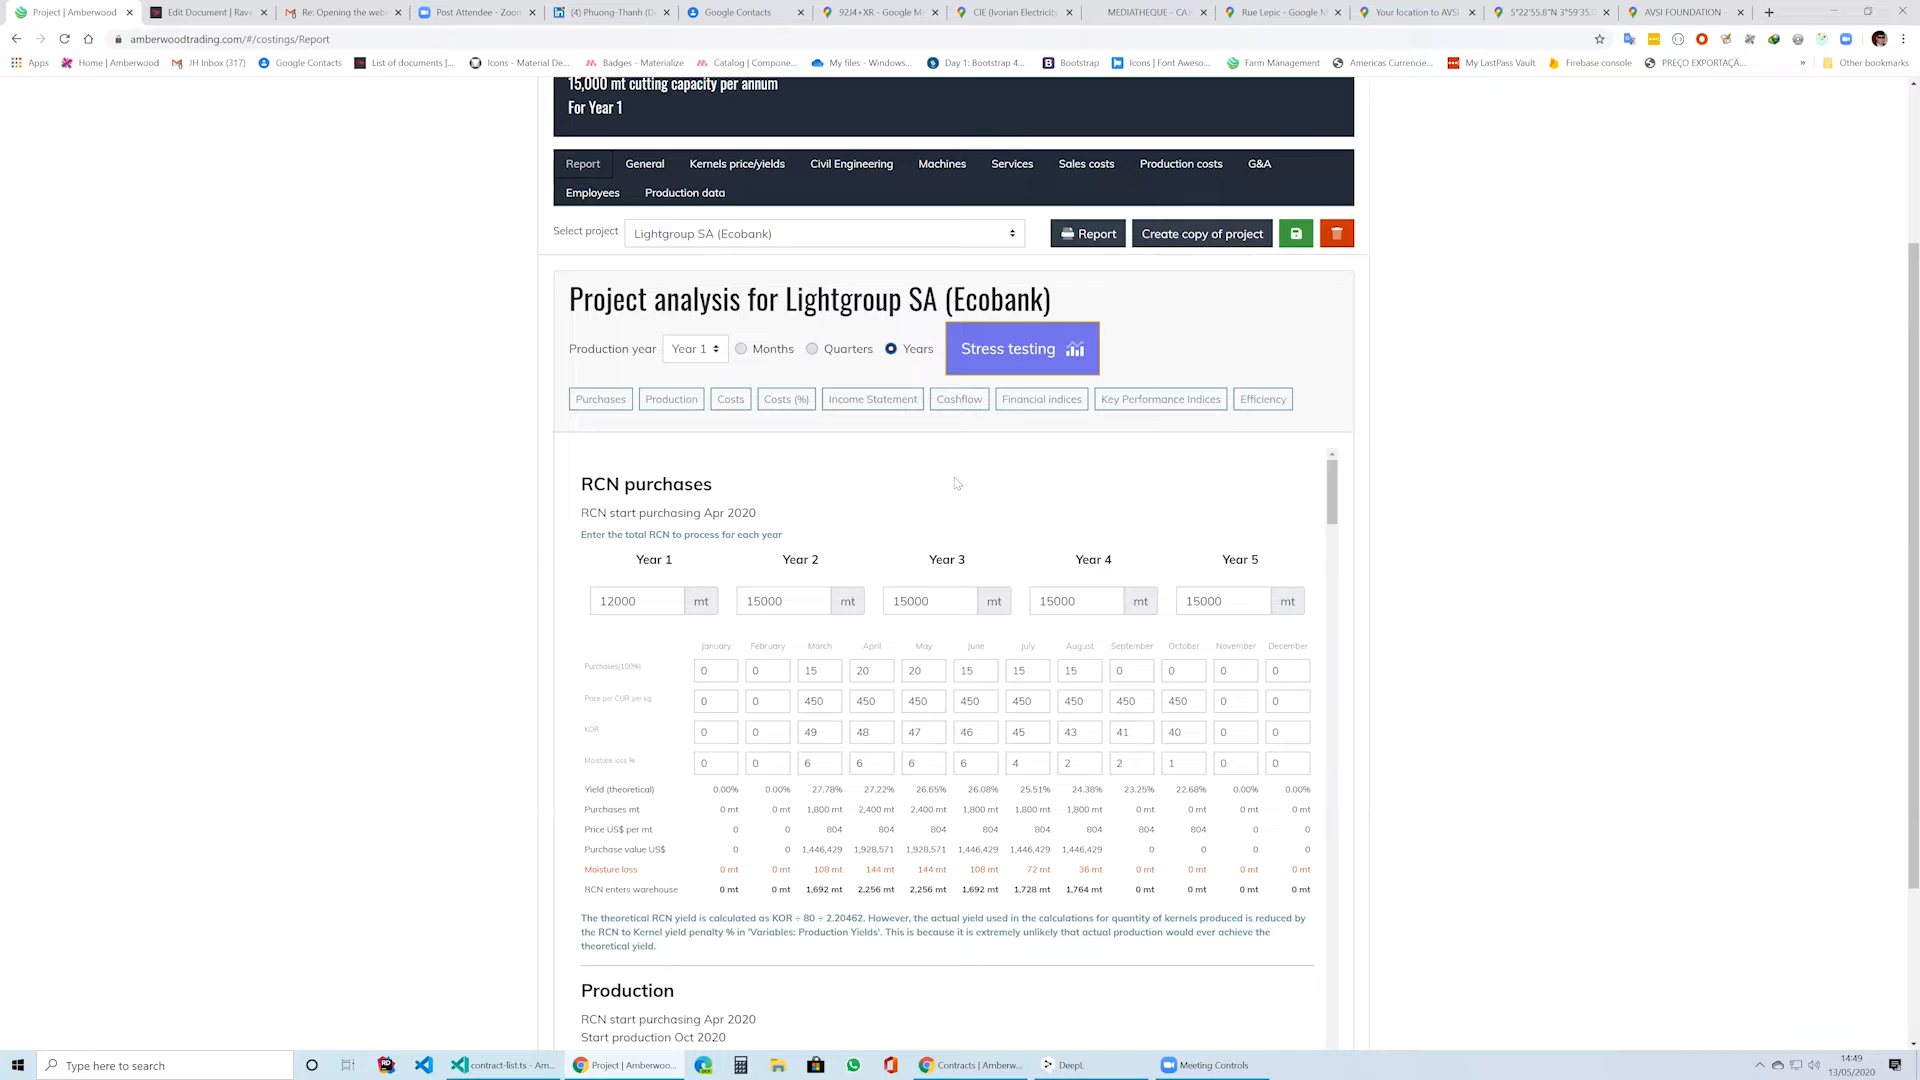 Project | Amberwood
Edit Document | Rav
Re: Opening the web
Post Attendee - Zoom
(4) Phuong-Thanh (D
Google Contacts
92J4+XR - Google M
CIE (Ivorian Electricity
MEDIATHEQUE - CA
Rue Lepic - Google M
Your location to AVSI
5°22'55.8"N 3°59'35.
AVSI FOUNDATION -
amberwoodtrading.com/#/costings/Report
Apps
Home | Amberwood
JH Inbox (317)
Google Contacts
List of documents |...
Icons - Material De...
Badges - Materialize
Catalog | Compone...
My files - Windows...
Day 1: Bootstrap 4...
Bootstrap
Icons | Font Aweso...
Farm Management
Americas Currencie...
My LastPass Vault
Firebase console
PREÇO EXPORTAÇÃ...
»
Other bookmarks
15,000 mt cutting capacity per annum
For Year 1
Report General Kernels price/yields Civil Engineering Machines Services Sales costs Production costs G&A
Employees Production data
Select project Lightgroup SA (Ecobank) Report Create copy of project
Project analysis for Lightgroup SA (Ecobank)
Production year Year 1 Months Quarters Years Stress testing
Purchases Production Costs Costs (%) Income Statement Cashflow Financial indices Key Performance Indices Efficiency
RCN purchases
RCN start purchasing Apr 2020
Enter the total RCN to process for each year
Year 1 Year 2 Year 3 Year 4 Year 5
12000 mt 15000 mt 15000 mt 15000 mt 15000 mt
January February March April May June July August September October November December
Purchases(100%) 0 0 15 20 20 15 15 15 0 0 0 0
Price per CUR per kg 0 0 450 450 450 450 450 450 450 450 0 0
KOR 0 0 49 48 47 46 45 43 41 40 0 0
Moisture loss % 0 0 6 6 6 6 4 2 2 1 0 0
Yield (theoretical) 0.00% 0.00% 27.78% 27.22% 26.65% 26.08% 25.51% 24.38% 23.25% 22.68% 0.00% 0.00%
Purchases mt 0 mt 0 mt 1,800 mt 2,400 mt 2,400 mt 1,800 mt 1,800 mt 1,800 mt 0 mt 0 mt 0 mt 0 mt
Price US$ per mt 0 0 804 804 804 804 804 804 804 804 0 0
Purchase value US$ 0 0 1,446,429 1,928,571 1,928,571 1,446,429 1,446,429 1,446,429 0 0 0 0
Moisture loss 0 mt 0 mt 108 mt 144 mt 144 mt 108 mt 72 mt 36 mt 0 mt 0 mt 0 mt 0 mt
RCN enters warehouse 0 mt 0 mt 1,692 mt 2,256 mt 2,256 mt 1,692 mt 1,728 mt 1,764 mt 0 mt 0 mt 0 mt 0 mt
The theoretical RCN yield is calculated as KOR ÷ 80 ÷ 2.20462. However, the actual yield used in the calculations for quantity of kernels produced is reduced by
the RCN to Kernel yield penalty % in 'Variables: Production Yields'. This is because it is extremely unlikely that actual production would ever achieve the
theoretical yield.
Production
RCN start purchasing Apr 2020
Start production Oct 2020
Type here to search
contract-list.ts - Am...
Project | Amberwoo...
Contracts | Amberw...
DeepL
Meeting Controls
14:49
13/05/2020